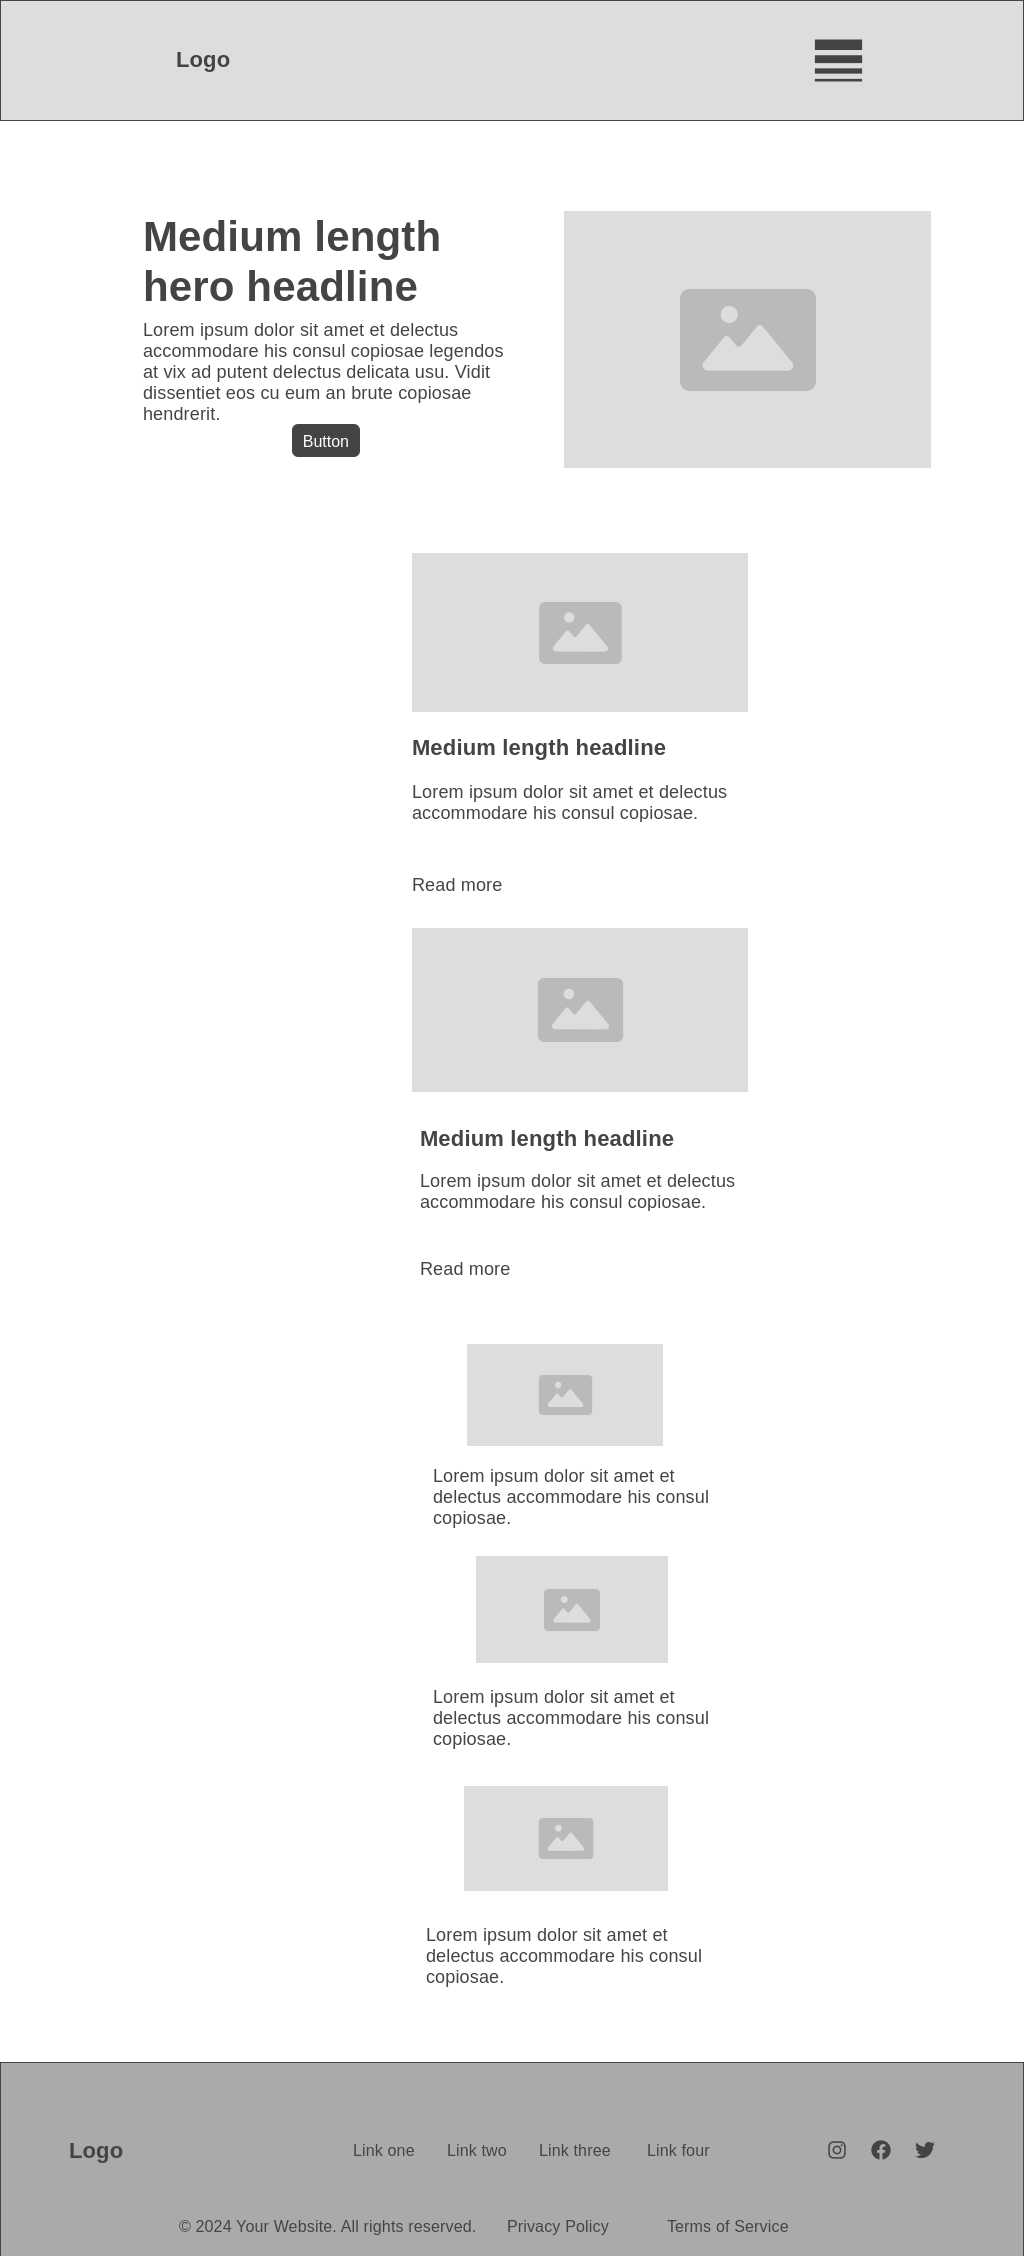 Logo
Medium length
hero headline
Lorem ipsum dolor sit amet et delectus
accommodare his consul copiosae legendos
at vix ad putent delectus delicata usu. Vidit
dissentiet eos cu eum an brute copiosae
hendrerit.
Button
Medium length headline
Lorem ipsum dolor sit amet et delectus
accommodare his consul copiosae.
Read more
Medium length headline
Lorem ipsum dolor sit amet et delectus
accommodare his consul copiosae.
Read more
Lorem ipsum dolor sit amet et
delectus accommodare his consul
copiosae.
Lorem ipsum dolor sit amet et
delectus accommodare his consul
copiosae.
Lorem ipsum dolor sit amet et
delectus accommodare his consul
copiosae.
Logo Link one Link two Link three Link four
© 2024 Your Website. All rights reserved. Privacy Policy Terms of Service